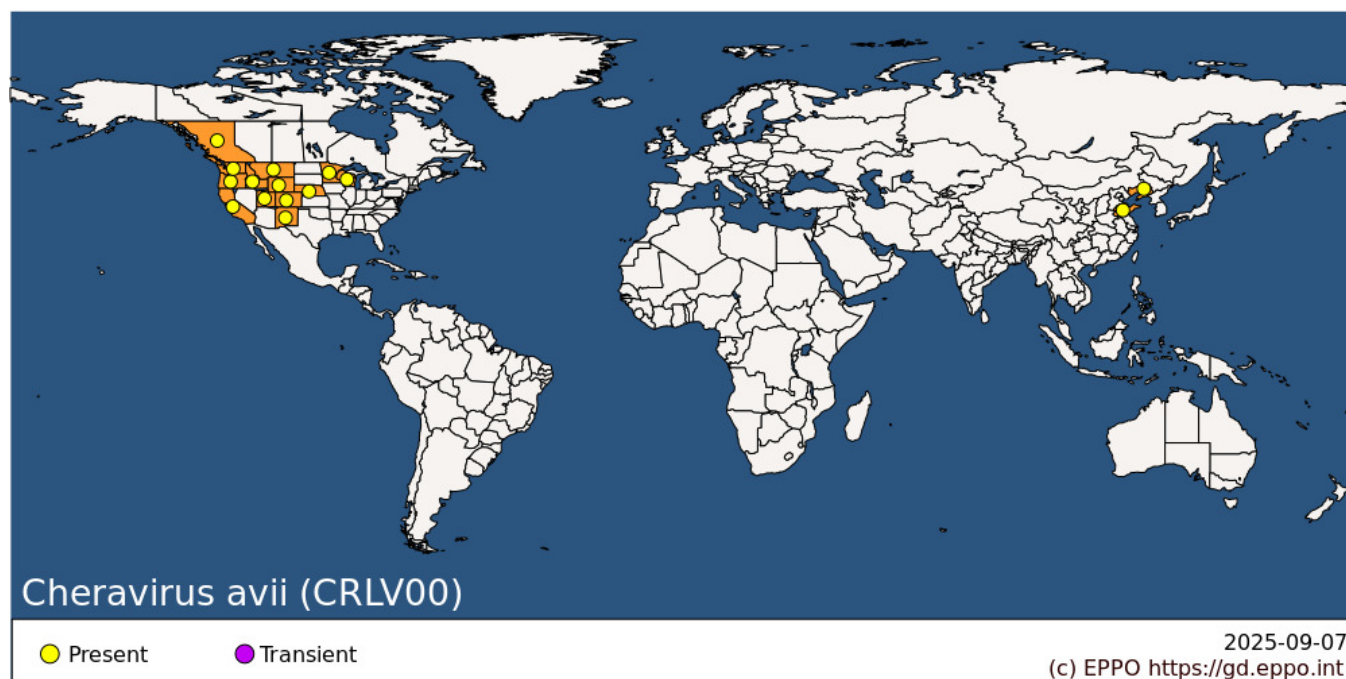 Cheravirus avii (CRLV00)
Present
Transient
2025-09-07
(c) EPPO https://gd.eppo.int